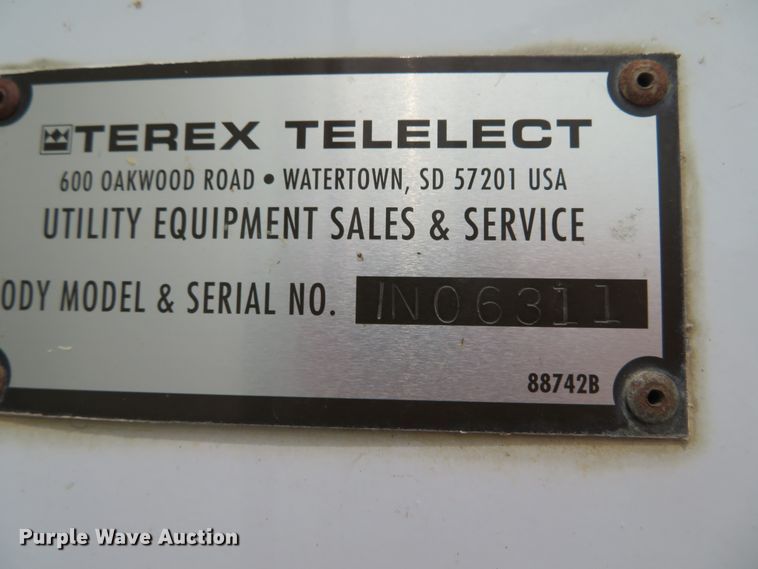 TEREX TELELECT
600 OAKWOOD ROAD • WATERTOWN, SD 57201 USA
UTILITY EQUIPMENT SALES & SERVICE
ODY MODEL & SERIAL NO. /N06311
88742B
Purple Wave Auction